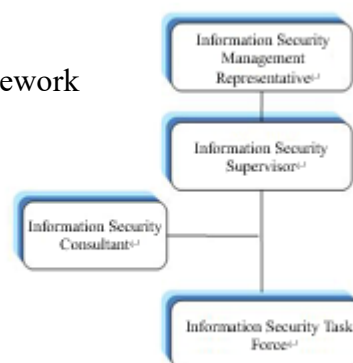 Information Security
Management
Representative↵
ework
Information Security
Supervisor↵
Information Security
Consultant↵
Information Security Task
Force↵